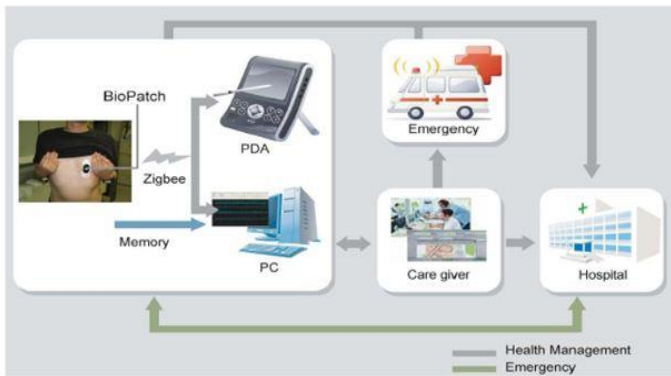 BioPatch
PDA
Zigbee
Memory
PC
Emergency
Care giver
Hospital
Health Management
Emergency